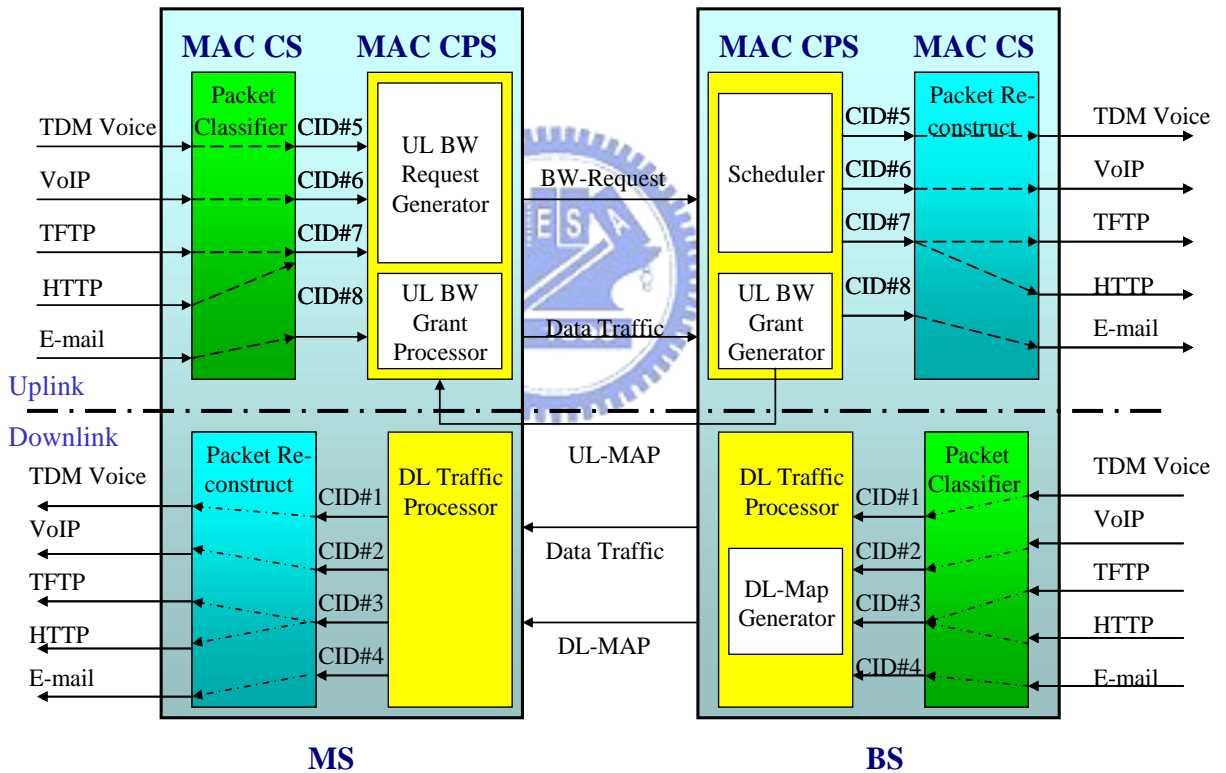 MAC CS
MAC CPS
MAC CPS
MAC CS
Packet
Classifier
UL BW
Request
Generator
UL BW
Grant
Processor
TDM Voice
VoIP
TFTP
HTTP
E-mail
CID#5
CID#6
CID#7
CID#8
BW-Request
Data Traffic
ESA
Scheduler
UL BW
Grant
Generator
CID#5
CID#6
CID#7
CID#8
Packet Re-
construct
TDM Voice
VoIP
TFTP
HTTP
E-mail
Uplink
Downlink
TDM Voice
VoIP
TFTP
HTTP
E-mail
Packet Re-
construct
CID#1
CID#2
CID#3
CID#4
DL Traffic
Processor
UL-MAP
Data Traffic
DL-MAP
DL Traffic
Processor
DL-Map
Generator
CID#1
CID#2
CID#3
CID#4
Packet
Classifier
TDM Voice
VoIP
TFTP
HTTP
E-mail
MS
BS